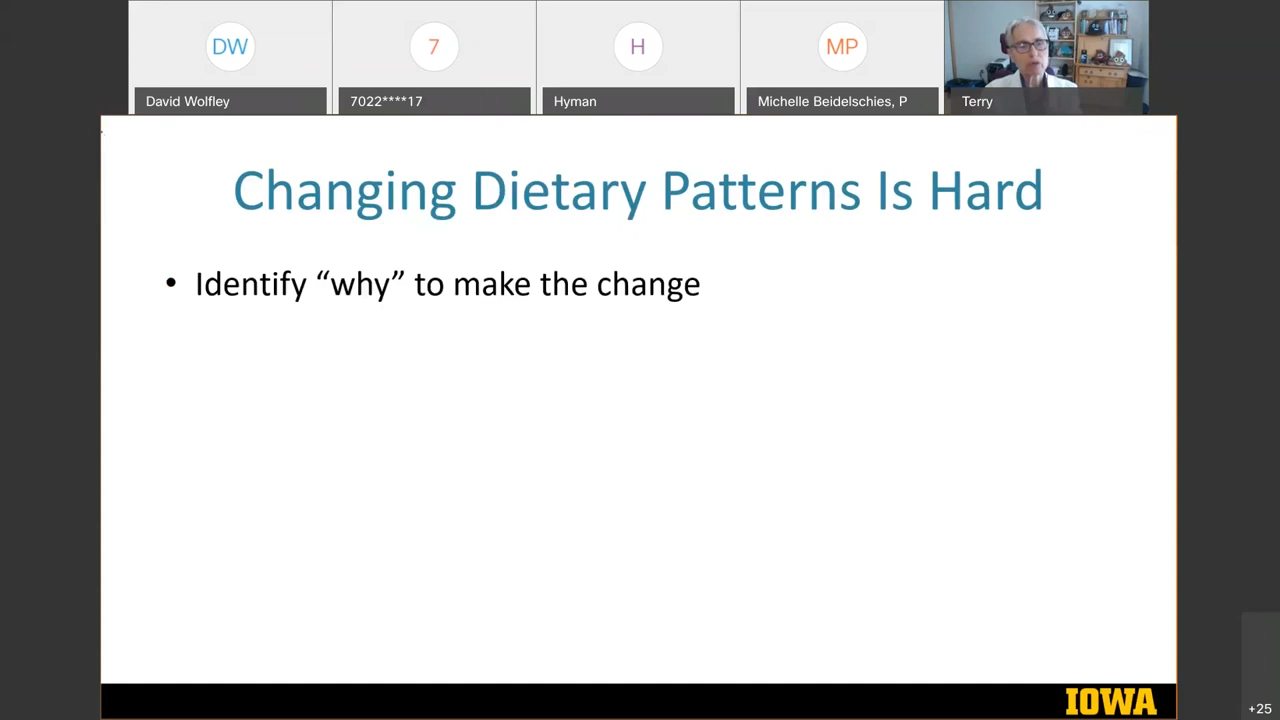 DW
7
H
MP
David Wolfley
7022****17
Hyman
Michelle Beidelschies, P
Terry
Changing Dietary Patterns Is Hard
• Identify “why” to make the change
IOWA
+25